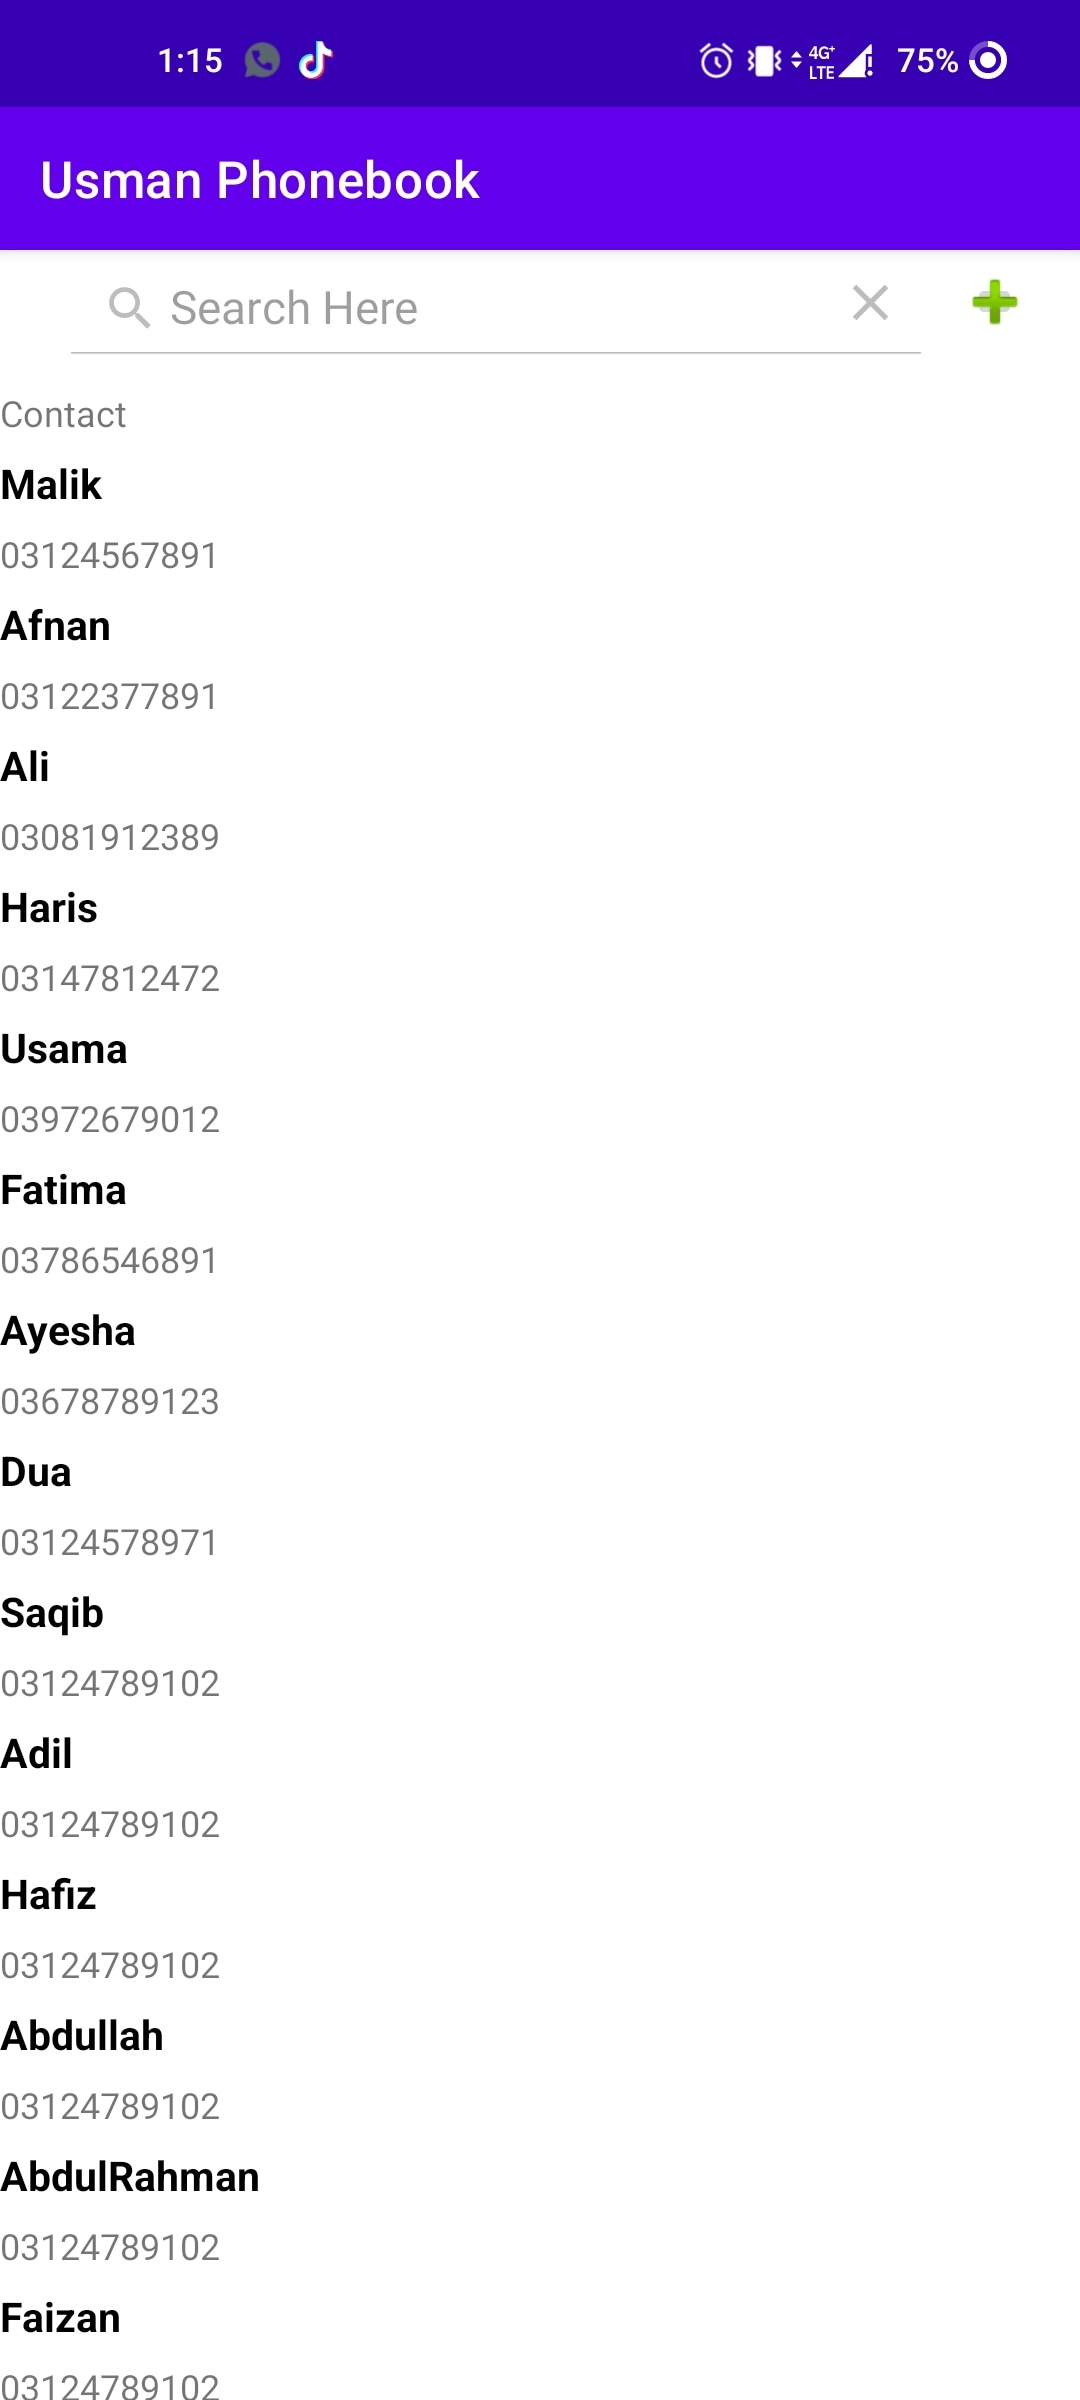 1:15
4G+
LTE
75%
Usman Phonebook
Search Here
Contact
Malik
03124567891
Afnan
03122377891
Ali
03081912389
Haris
03147812472
Usama
03972679012
Fatima
03786546891
Ayesha
03678789123
Dua
03124578971
Saqib
03124789102
Adil
03124789102
Hafiz
03124789102
Abdullah
03124789102
AbdulRahman
03124789102
Faizan
03124789102